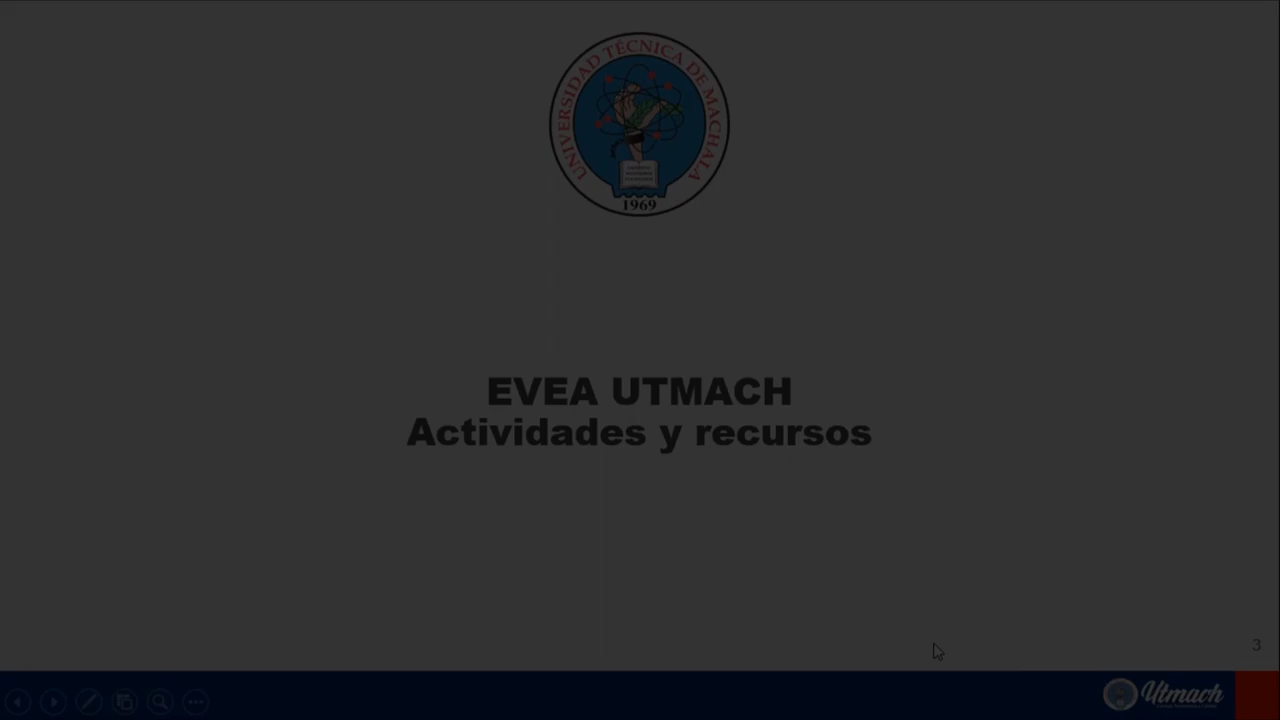 UNIVERSIDAD TÉCNICA DE MACHALA
1969
EVEA UTMACH
Actividades y recursos
3
Utmach